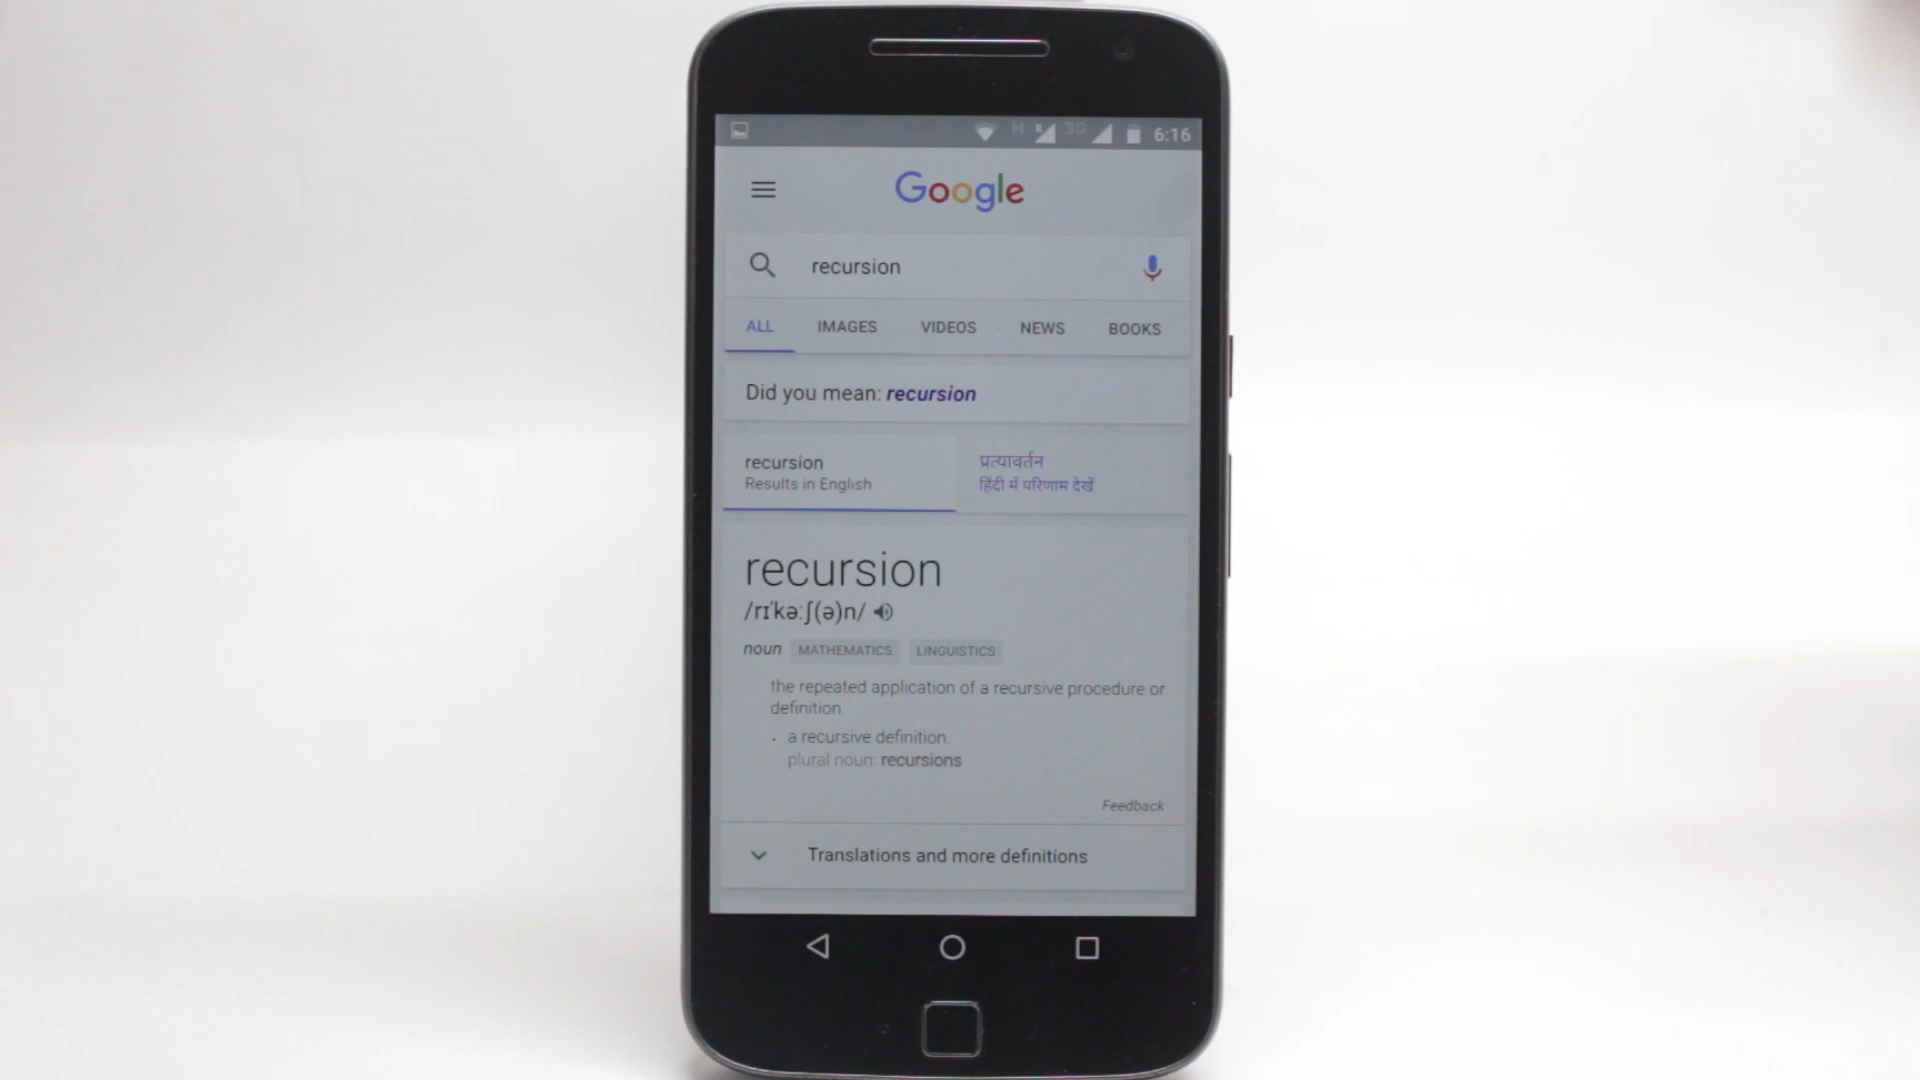 H 3G 6:16
Google
recursion
ALL IMAGES VIDEOS NEWS BOOKS
Did you mean: recursion
recursion
Results in English
प्रत्यावर्तन
हिंदी में परिणाम देखें
recursion
/rɪˈkəːʃ(ə)n/
noun MATHEMATICS LINGUISTICS
the repeated application of a recursive procedure or
definition.
· a recursive definition.
plural noun: recursions
Feedback
Translations and more definitions